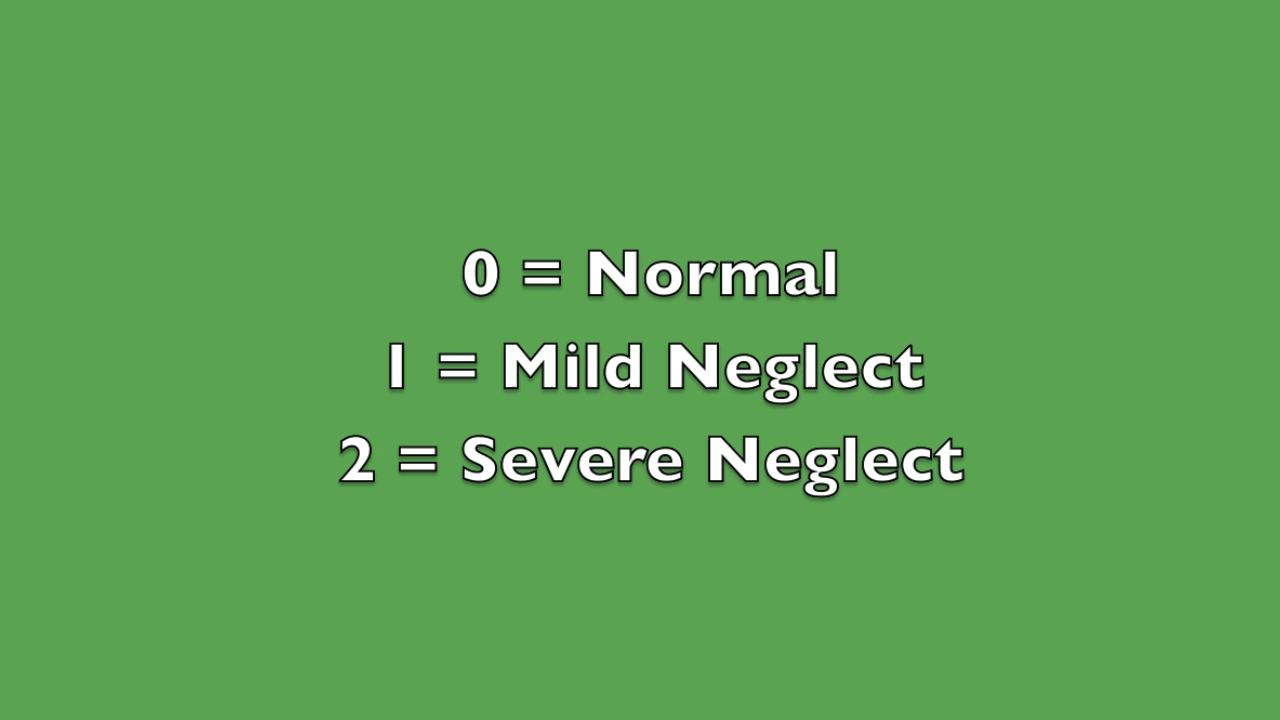 0 = Normal
1 = Mild Neglect
2 = Severe Neglect